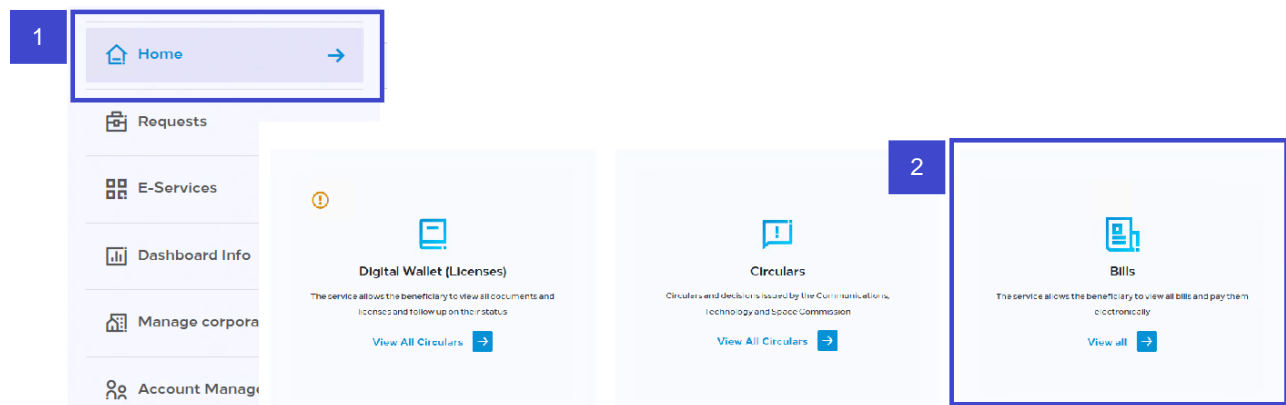 1
Home
Requests
E-Services
Dashboard Info
Manage corpora
Account Manage
Digital Wallet (Licenses)
The service allows the beneficiary to view all documents and
licenses and follow up on their status
View All Circulars
Circulars
Circulars and decisions issued by the Communications,
Technology and Space Commission
View All Circulars
2
Bills
The service allows the beneficiary to view all bills and pay them
electronically
View all